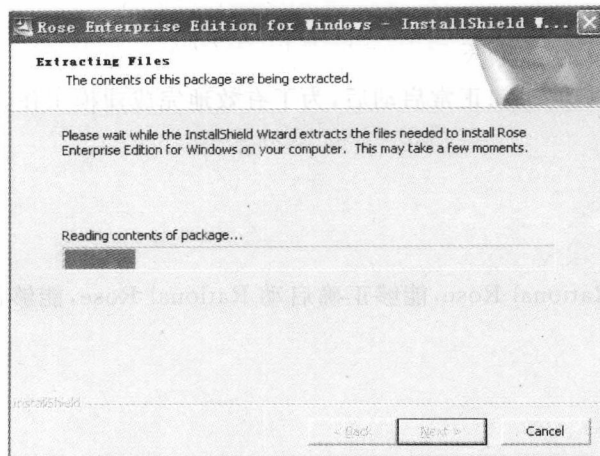 Rose Enterprise Edition for Windows - InstallShield W...
Extracting Files
The contents of this package are being extracted.
Please wait while the InstallShield Wizard extracts the files needed to install Rose
Enterprise Edition for Windows on your computer. This may take a few moments.
Reading contents of package...
InstallShield
< Back
Next >
Cancel